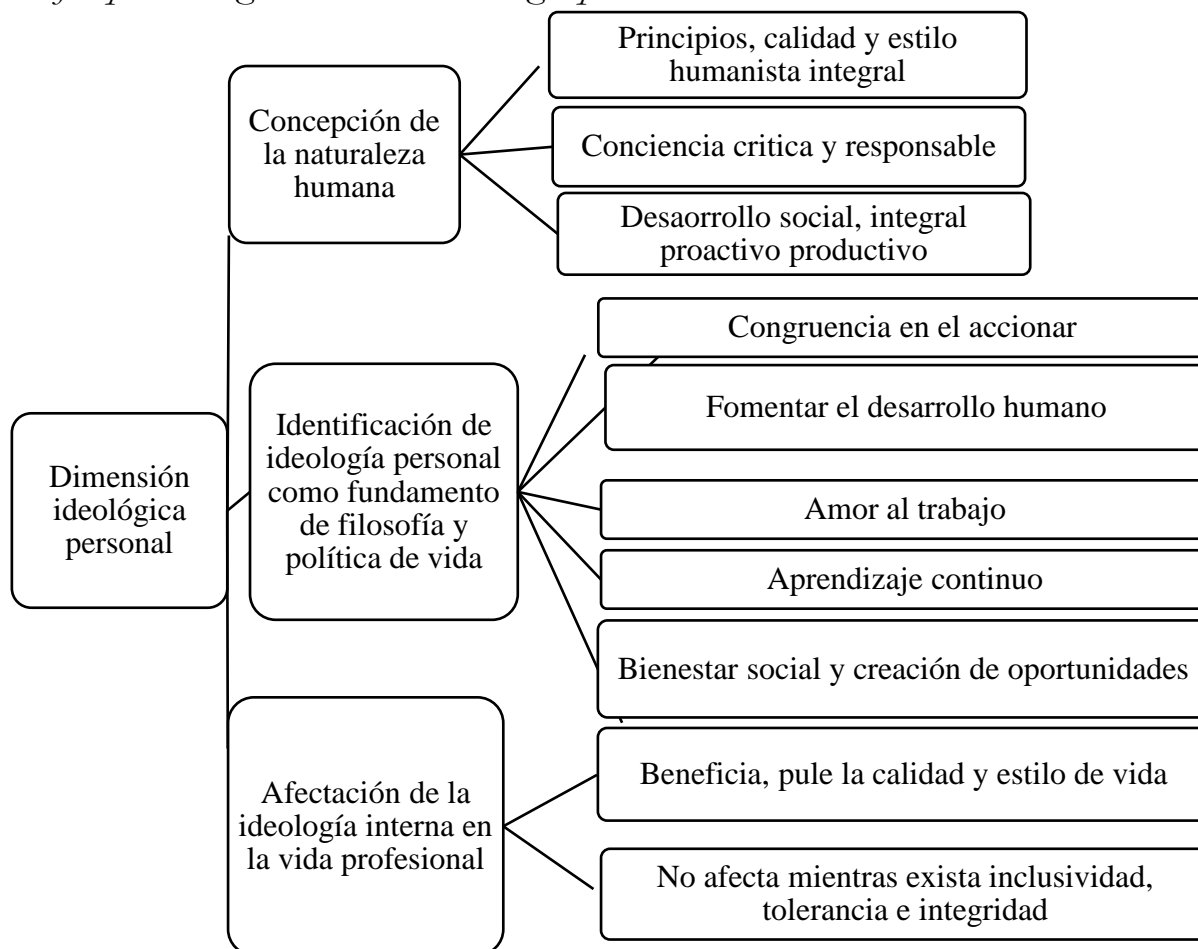 Principios, calidad y estilo
humanista integral
Concepción de
la naturaleza
humana
Conciencia critica y responsable
Desaorrollo social, integral
proactivo productivo
Congruencia en el accionar
Fomentar el desarrollo humano
Identificación de
ideología personal
como fundamento
de filosofía y
política de vida
Dimensión
ideológica
personal
Amor al trabajo
Aprendizaje continuo
Bienestar social y creación de oportunidades
Beneficia, pule la calidad y estilo de vida
Afectación de la
ideología interna en
la vida profesional
No afecta mientras exista inclusividad,
tolerancia e integridad